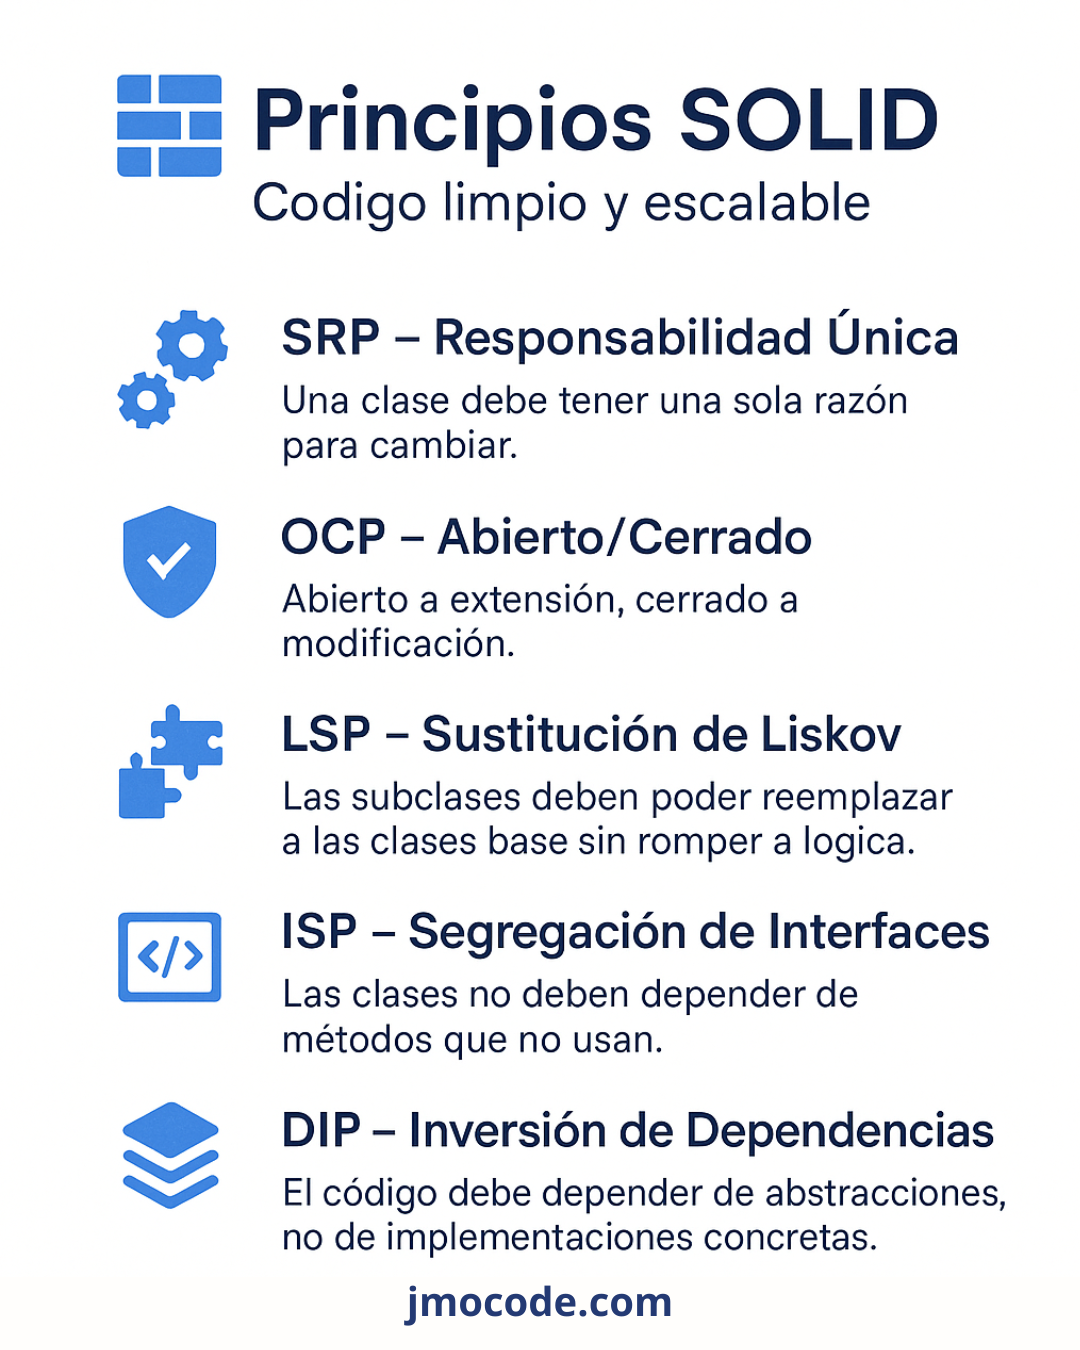 Principios SOLID
Codigo limpio y escalable
SRP – Responsabilidad Única
Una clase debe tener una sola razón
para cambiar.
OCP – Abierto/Cerrado
Abierto a extensión, cerrado a
modificación.
LSP – Sustitución de Liskov
Las subclases deben poder reemplazar
a las clases base sin romper a logica.
</>
ISP – Segregación de Interfaces
Las clases no deben depender de
métodos que no usan.
DIP – Inversión de Dependencias
El código debe depender de abstracciones,
no de implementaciones concretas.
jmocode.com